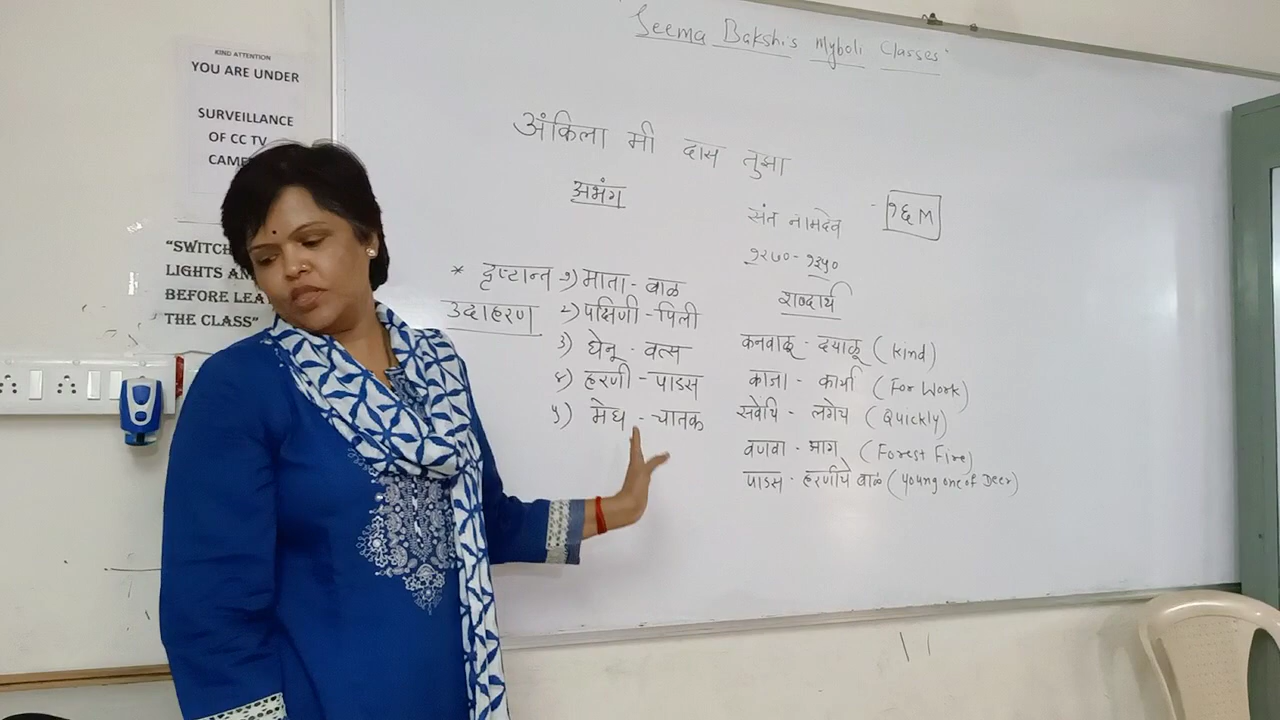 KIND ATTENTION
YOU ARE UNDER
SURVEILLANCE
OF CC TV
"SWITCH
LIGHTS AN
BEFORE LEA
THE CLASS"
Seema Bakshi's Myboli Classes
अंकिला मी दास तुझा
अभंग
संत नामदेव - १६ M
१२७० - १३५०
* दृष्टान्त १) माता - बाळ
उदाहरण २) पक्षिणी - पिली
३) धेनू - वत्स
४) हरणी - पाडस
५) मेघ - चातक
शब्दार्थ
कनवाळू - दयाळू (Kind)
काजा - कार्या (For Work)
सवेचि - लगेच (Quickly)
वणवा - आग (Forest Fire)
पाडस - हरणीचे बाळ (Young one of Deer)